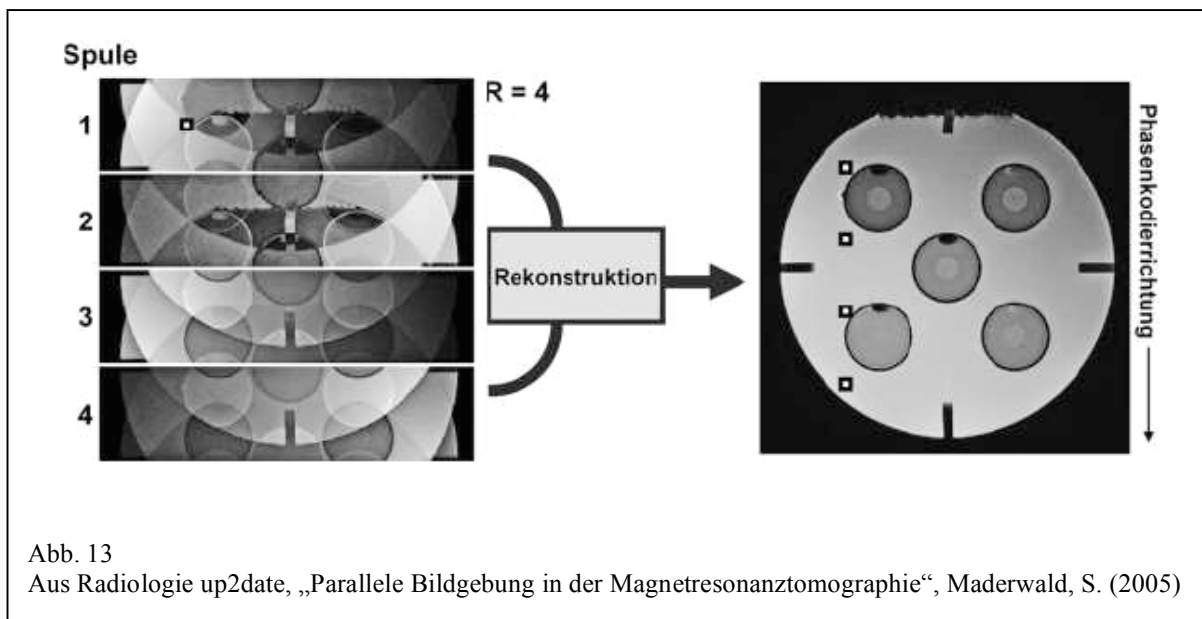 Spule
R = 4
1
2
3
4
Rekonstruktion
Phasenkodierrichtung
Abb. 13
Aus Radiologie up2date, „Parallele Bildgebung in der Magnetresonanztomographie“, Maderwald, S. (2005)